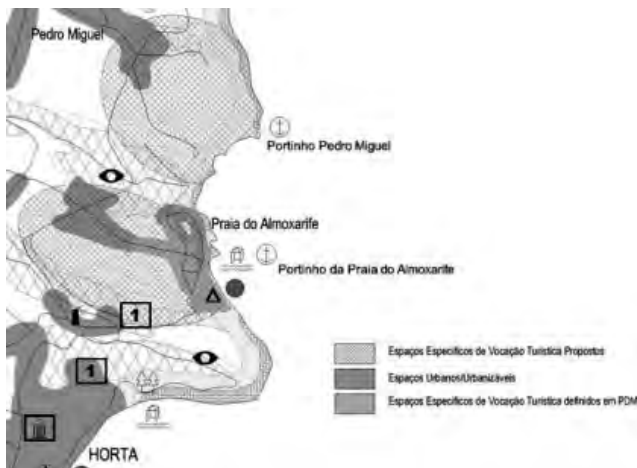 Pedro Miguel
Portinho Pedro Miguel
Praia do Almoxarife
Portinho da Praia do Almoxarife
1
1
HORTA
Espaços Específicos de Vocação Turística Propostos
Espaços Urbanos/Urbanizáveis
Espaços Específicos de Vocação Turística definidos em PDM